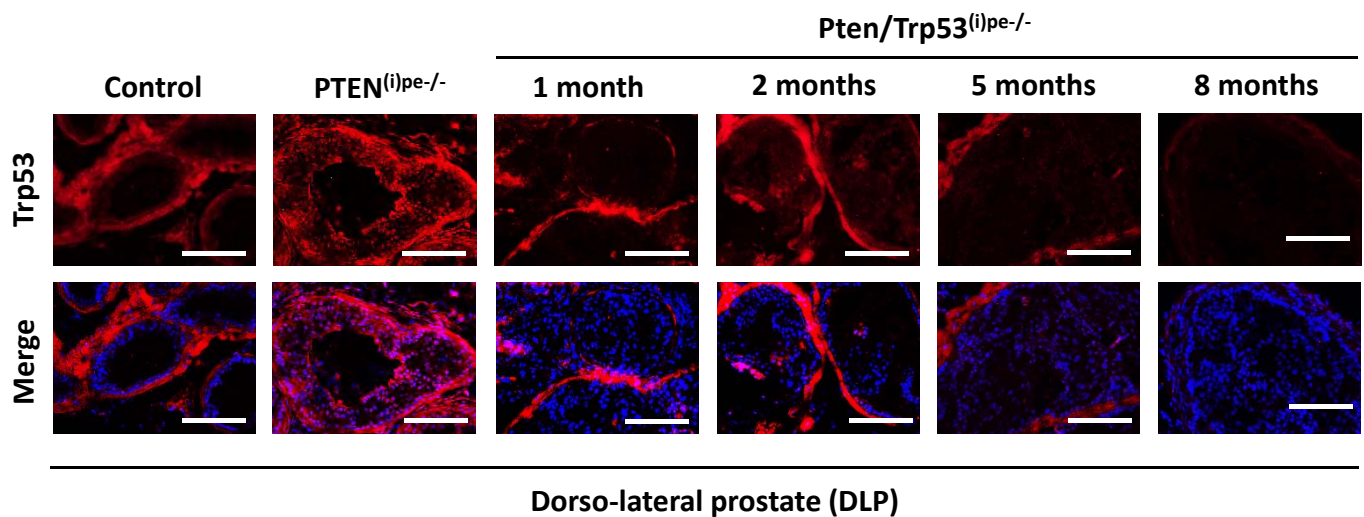 Pten/Trp53(i)pe-/-
Control PTEN(i)pe-/- 1 month 2 months 5 months 8 months
Trp53
Merge
Dorso-lateral prostate (DLP)